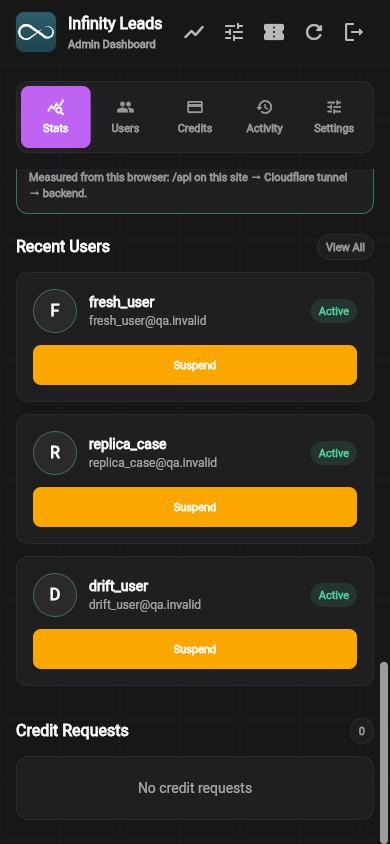 Infinity Leads
Admin Dashboard
Stats
Users
Credits
Activity
Settings
Measured from this browser: /api on this site → Cloudflare tunnel
→ backend.
Recent Users
View All
F
fresh_user
fresh_user@qa.invalid
Active
Suspend
R
replica_case
replica_case@qa.invalid
Active
Suspend
D
drift_user
drift_user@qa.invalid
Active
Suspend
Credit Requests
0
No credit requests